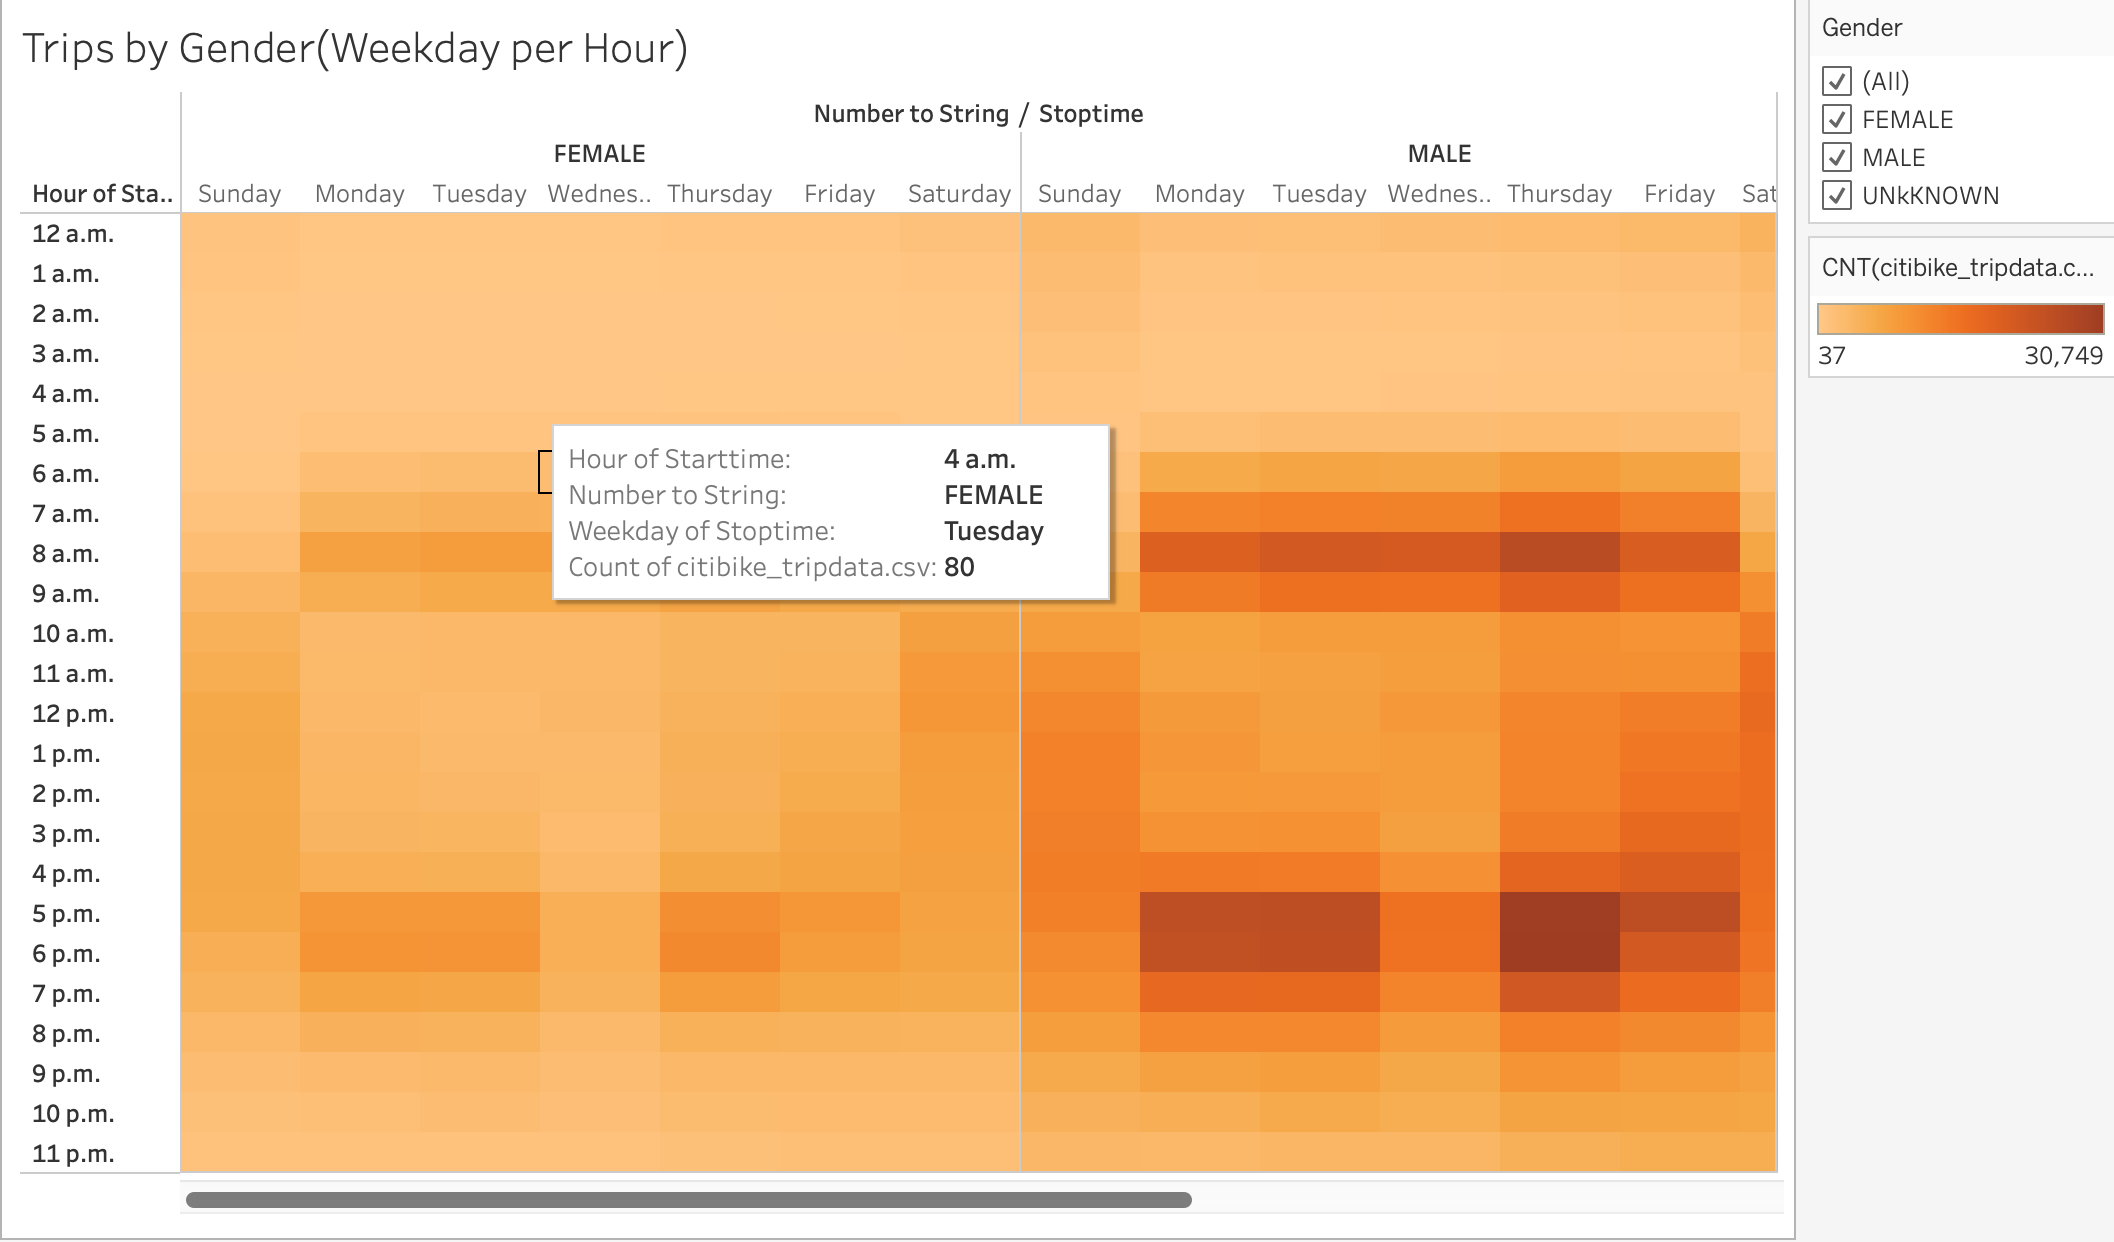 Trips by Gender(Weekday per Hour)
Number to String / Stoptime
FEMALE MALE
Hour of Sta.. Sunday Monday Tuesday Wednes.. Thursday Friday Saturday Sunday Monday Tuesday Wednes.. Thursday Friday Sat
12 a.m.
1 a.m.
2 a.m.
3 a.m.
4 a.m.
5 a.m.
6 a.m.
7 a.m.
8 a.m.
9 a.m.
10 a.m.
11 a.m.
12 p.m.
1 p.m.
2 p.m.
3 p.m.
4 p.m.
5 p.m.
6 p.m.
7 p.m.
8 p.m.
9 p.m.
10 p.m.
11 p.m.
Hour of Starttime: 4 a.m.
Number to String: FEMALE
Weekday of Stoptime: Tuesday
Count of citibike_tripdata.csv: 80
Gender
(All)
FEMALE
MALE
UNkKNOWN
CNT(citibike_tripdata.c...
37 30,749